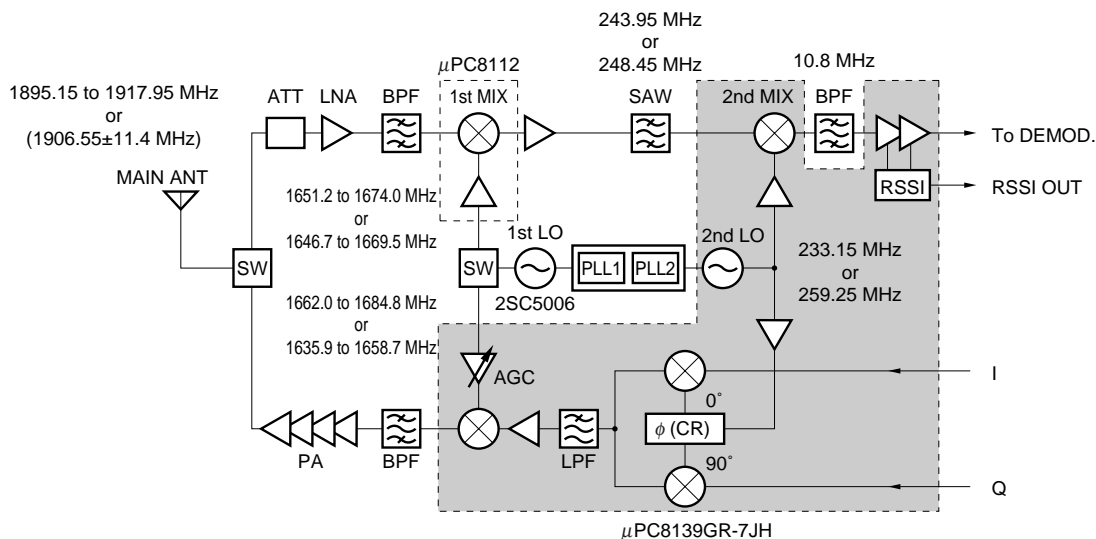 243.95 MHz
or
248.45 MHz
10.8 MHz
μPC8112
1895.15 to 1917.95 MHz
or
(1906.55±11.4 MHz)
ATT
LNA
BPF
1st MIX
SAW
2nd MIX
BPF
To DEMOD.
MAIN ANT
RSSI
RSSI OUT
1651.2 to 1674.0 MHz
or
1646.7 to 1669.5 MHz
1st LO
2nd LO
SW
SW
PLL1
PLL2
2SC5006
233.15 MHz
or
259.25 MHz
1662.0 to 1684.8 MHz
or
1635.9 to 1658.7 MHz
AGC
I
0˚
φ (CR)
90˚
PA
BPF
LPF
Q
μPC8139GR-7JH